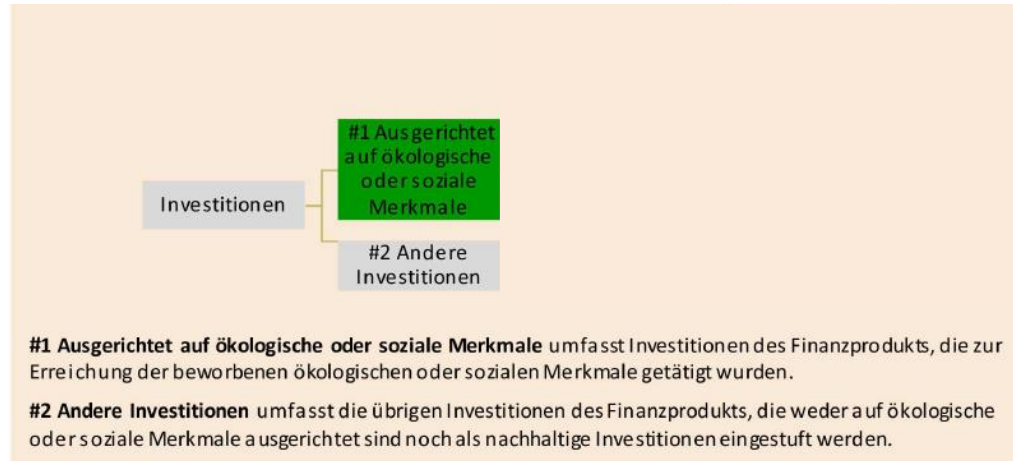 #1 Ausgerichtet
auf ökologische
oder soziale
Merkmale
Investitionen
#2 Andere
Investitionen
#1 Ausgerichtet auf ökologische oder soziale Merkmale umfasst Investitionen des Finanzprodukts, die zur
Erreichung der beworbenen ökologischen oder sozialen Merkmale getätigt wurden.
#2 Andere Investitionen umfasst die übrigen Investitionen des Finanzprodukts, die weder auf ökologische
oder soziale Merkmale ausgerichtet sind noch als nachhaltige Investitionen eingestuft werden.